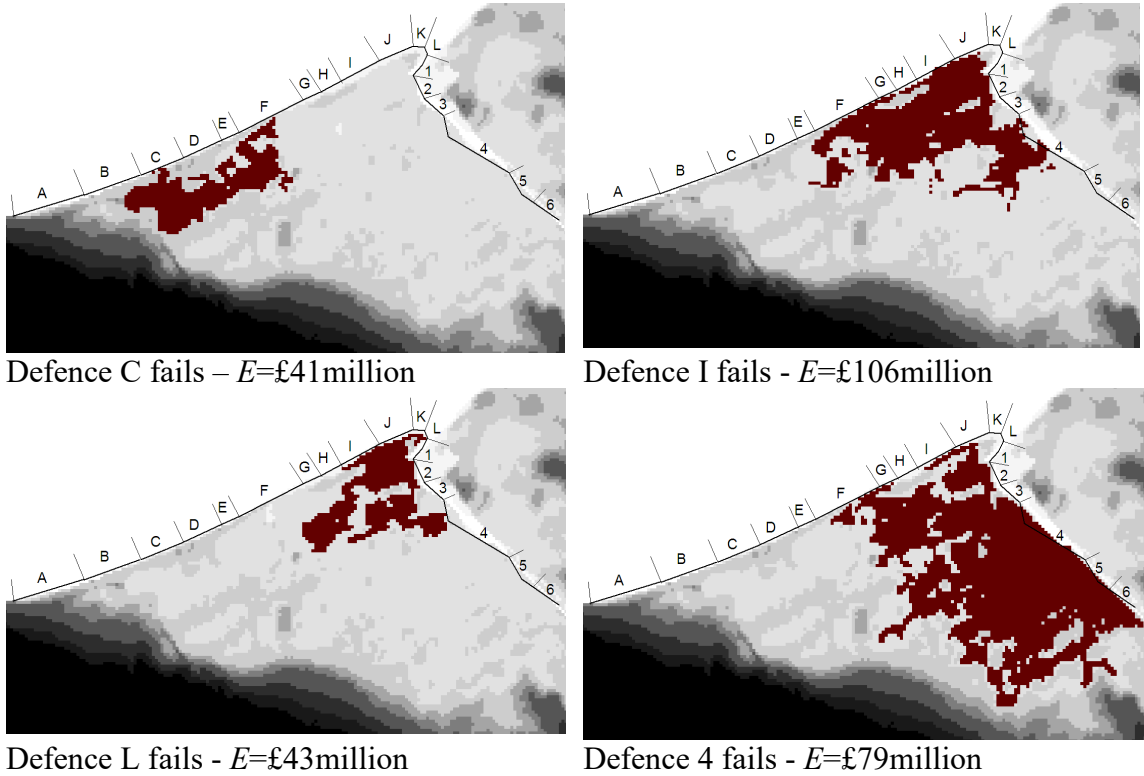 A B C D E F G H I J K L 1 2 3 4 5 6
A B C D E F G H I J K L 1 2 3 4 5 6
Defence C fails – E=£41million
Defence I fails - E=£106million
A B C D E F G H I J K L 1 2 3 4 5 6
A B C D E F G H I J K L 1 2 3 4 5 6
Defence L fails - E=£43million
Defence 4 fails - E=£79million